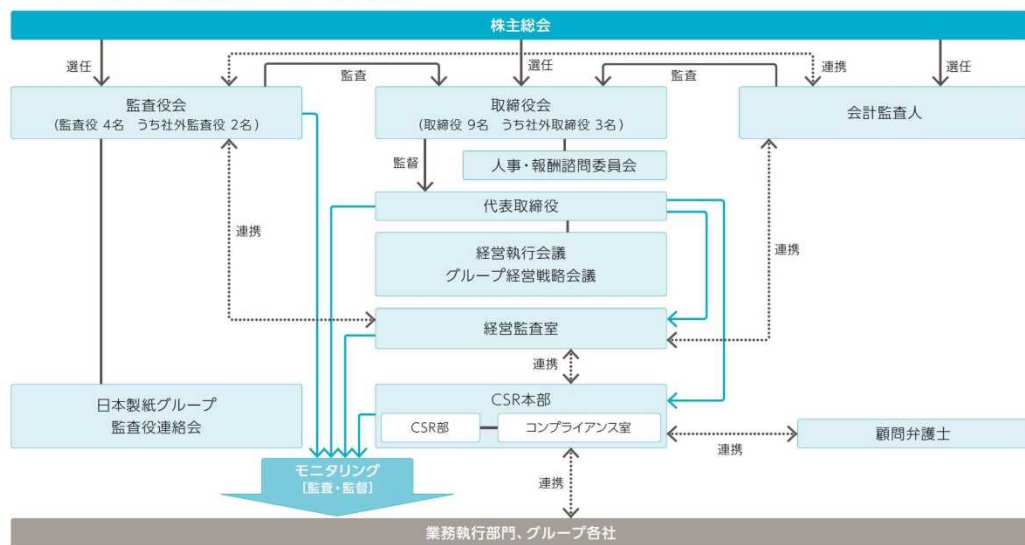 株主総会
選任
監査
選任
監査
連携
選任
監査役会
(監査役 4名 うち社外監査役 2名)
取締役会
(取締役 9名 うち社外取締役 3名)
会計監査人
監督
人事・報酬諮問委員会
代表取締役
連携
連携
経営執行会議
グループ経営戦略会議
経営監査室
連携
日本製紙グループ
監査役連絡会
CSR本部
CSR部
コンプライアンス室
連携
顧問弁護士
モニタリング
[監査・監督]
連携
業務執行部門、グループ各社